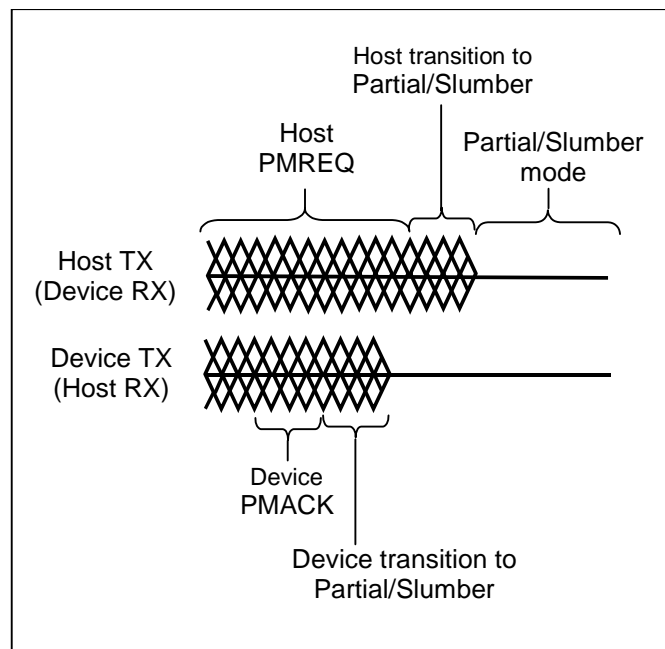 Host transition to
Partial/Slumber
Host
PMREQ
Partial/Slumber
mode
Host TX
(Device RX)
Device TX
(Host RX)
Device
PMACK
Device transition to
Partial/Slumber